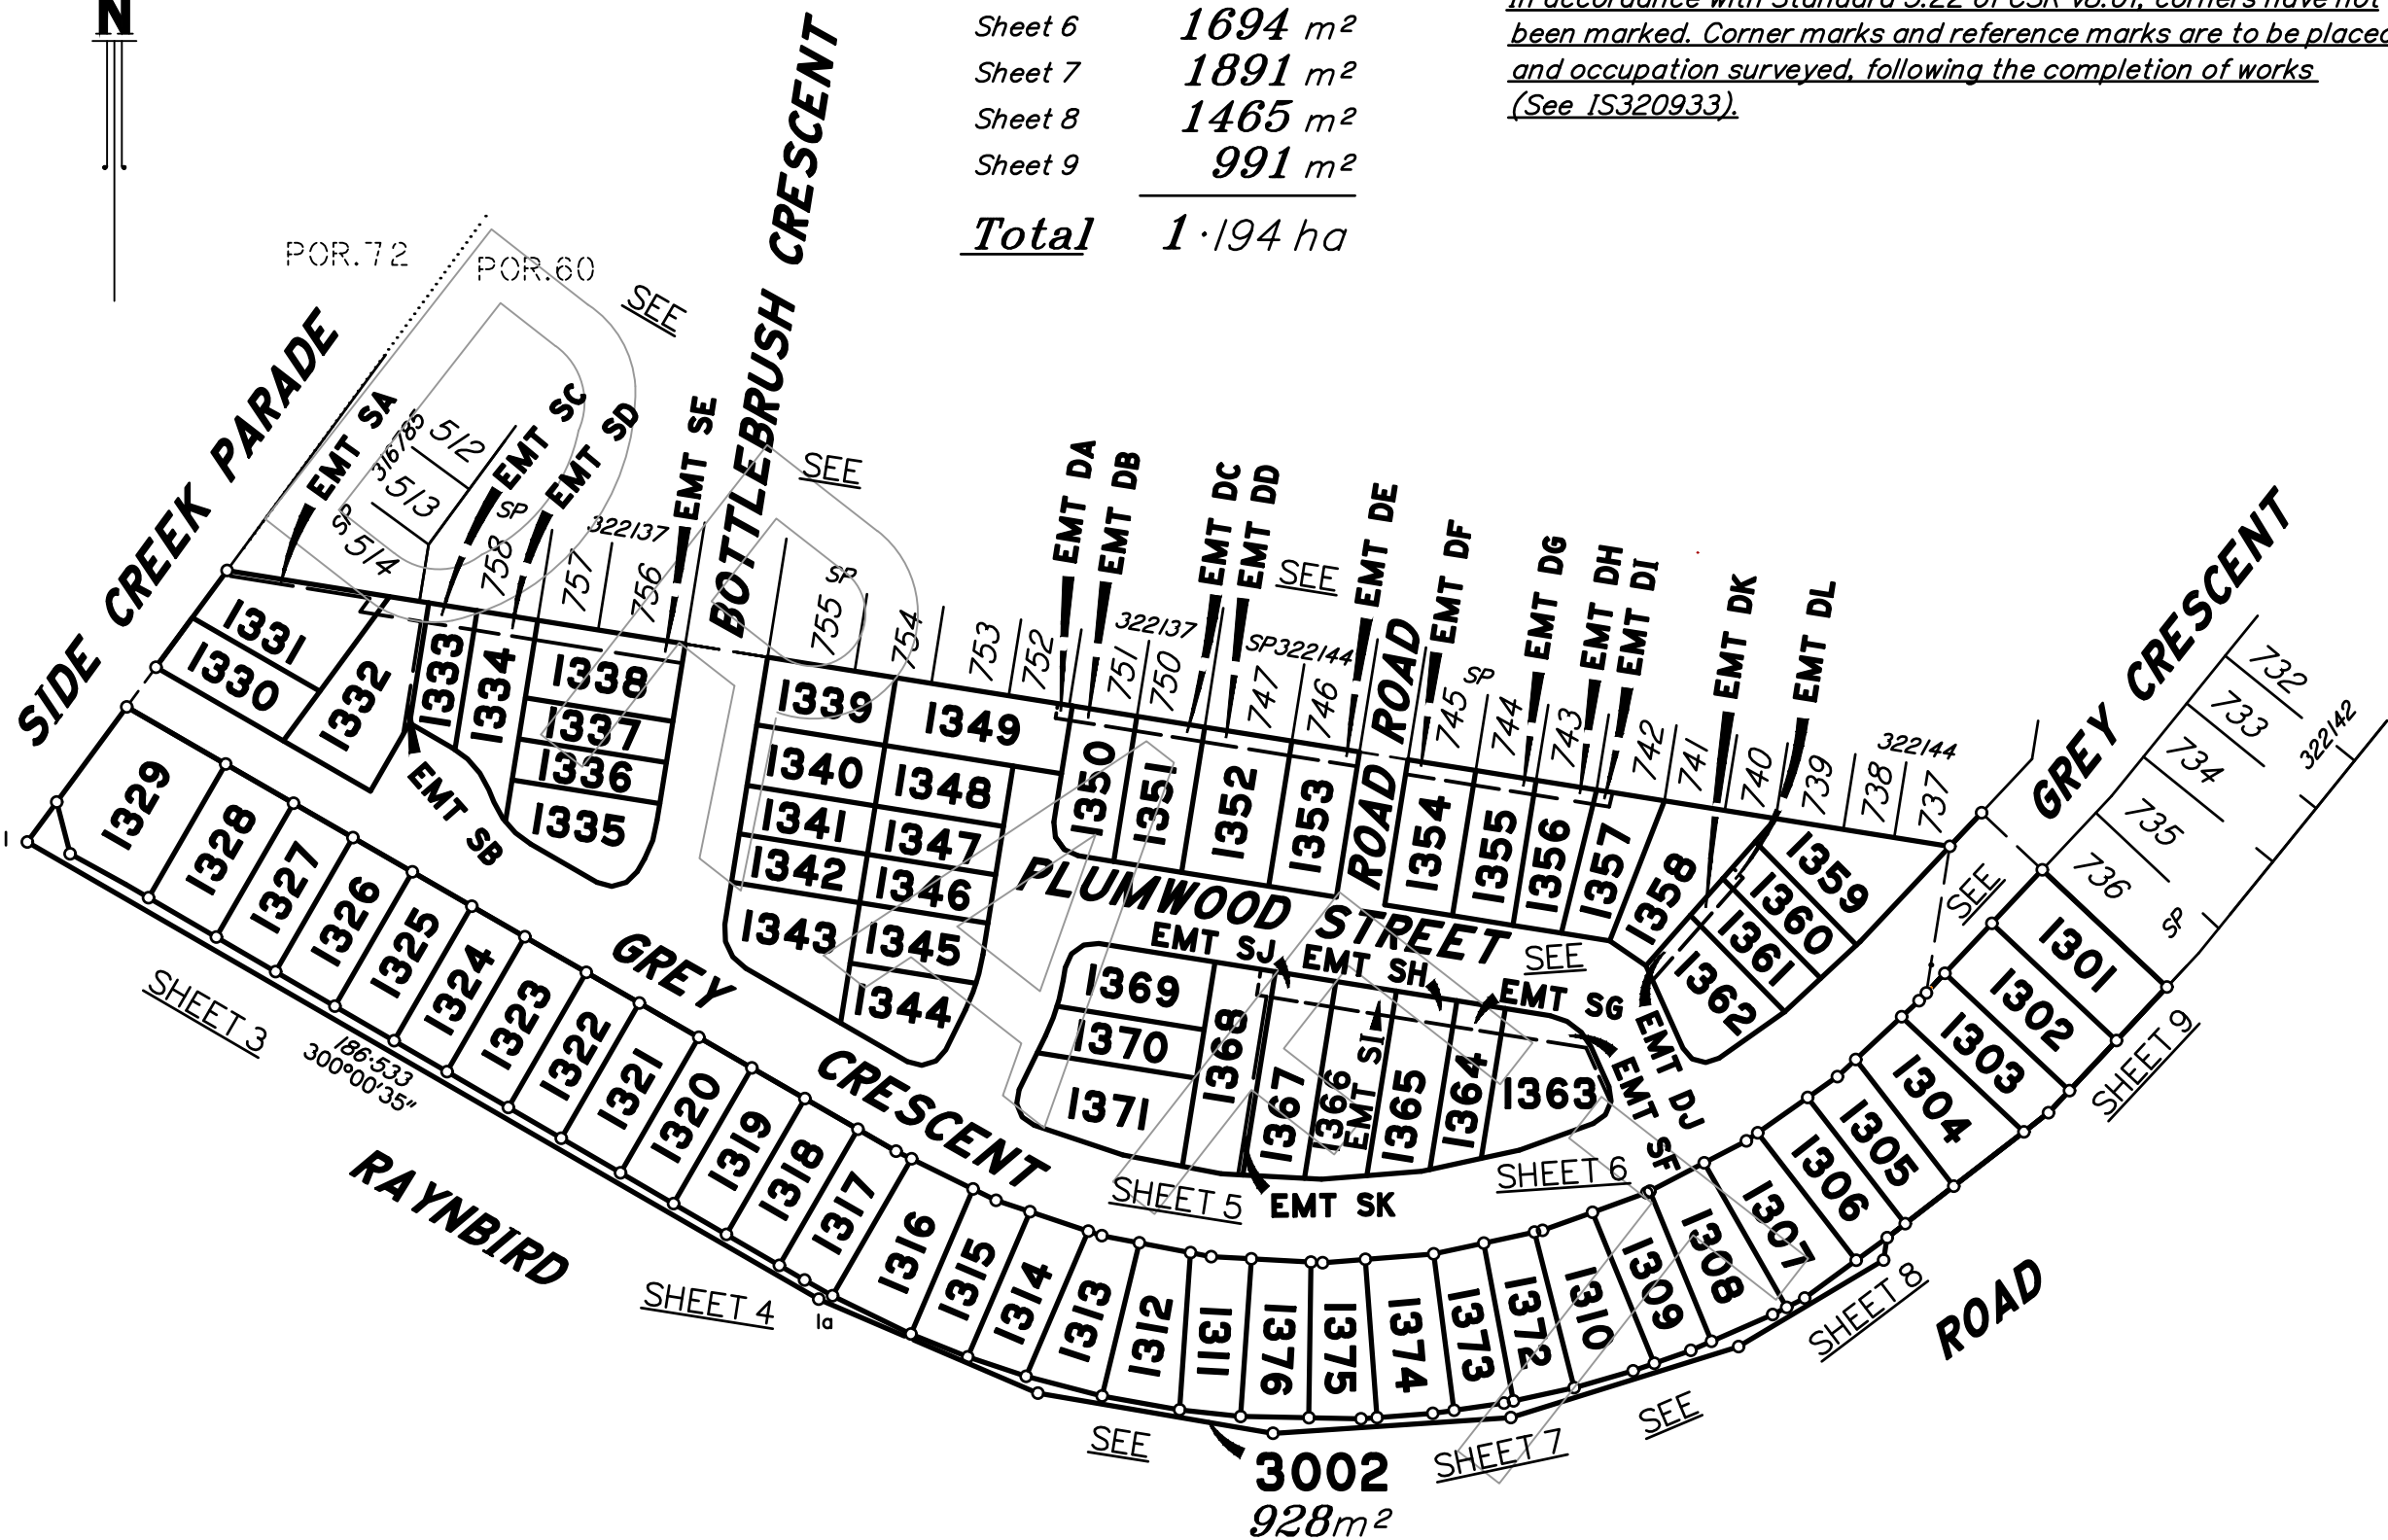 N
Sheet 6 1694 m²
Sheet 7 1891 m²
Sheet 8 1465 m²
Sheet 9 991 m²
Total 1·194 ha
been marked. Corner marks and reference marks are to be placed
and occupation surveyed, following the completion of works
(See IS320933).
POR.72
POR.60
SEE
SIDE CREEK PARADE
BOTTLEBRUSH CRESCENT
EMT SA
316785
5/2
5/3
SP
5/4
EMT SC
EMT SD
EMT SE
SP
758
322137
757
756
SEE
SP
755
754
753
752
EMT DA
EMT DB
322137
751
750
EMT DC
EMT DD
SEE
SP322144
747
746
EMT DE
ROAD
ROAD
EMT DF
745
SP
744
EMT DG
743
EMT DH
EMT DI
742
741
EMT DK
740
EMT DL
739
738
322144
737
GREY CRESCENT
732
733
734
735
736
322142
SP
SEE
1331
1330
1332
1333
1334
1338
1337
1336
1335
EMT SB
1339
1349
1340
1348
1341
1347
1342
1346
1343
1345
1344
1350
1351
1352
1353
1354
1355
1356
1357
1358
1359
1360
1361
1362
PLUMWOOD STREET
EMT SJ
EMT SH
SEE
EMT SG
1369
1370
1371
1368
1367
1366
EMT SI
1365
1364
1363
EMT DJ
EMT SF
EMT SK
SHEET 5
SHEET 6
1
1329
1328
1327
1326
1325
1324
1323
1322
1321
1320
1319
1318
1317
1316
1315
1314
1313
1312
1311
1376
1375
1374
1373
1372
1310
1309
1308
1307
1306
1305
1304
1303
1302
1301
GREY CRESCENT
SHEET 3
186·533
300°00'35"
RAYNBIRD
SHEET 4
1a
SEE
3002
928m²
SHEET 7
SEE
SHEET 8
ROAD
SHEET 9